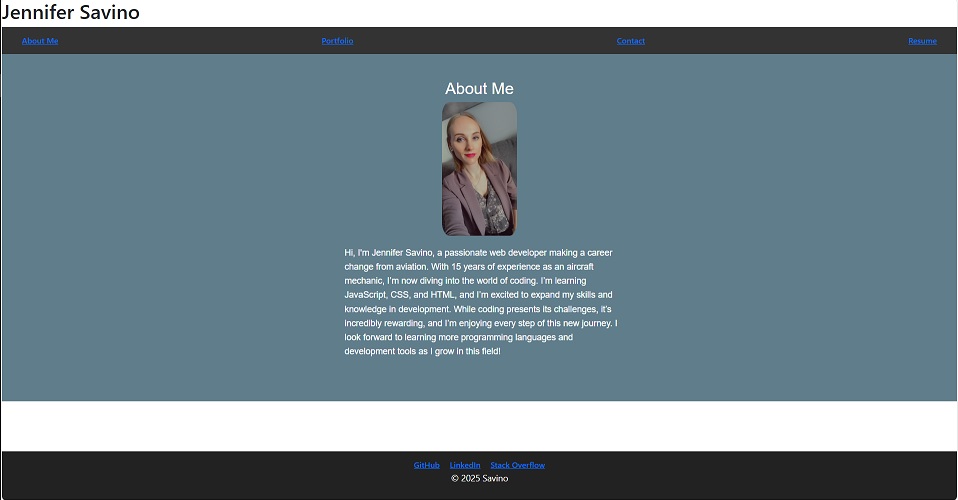 Jennifer Savino
About Me Portfolio Contact Resume
About Me
Hi, I'm Jennifer Savino, a passionate web developer making a career
change from aviation. With 15 years of experience as an aircraft
mechanic, I'm now diving into the world of coding. I'm learning
JavaScript, CSS, and HTML, and I'm excited to expand my skills and
knowledge in development. While coding presents its challenges, it's
incredibly rewarding, and I'm enjoying every step of this new journey. I
look forward to learning more programming languages and
development tools as I grow in this field!
GitHub LinkedIn Stack Overflow
© 2025 Savino